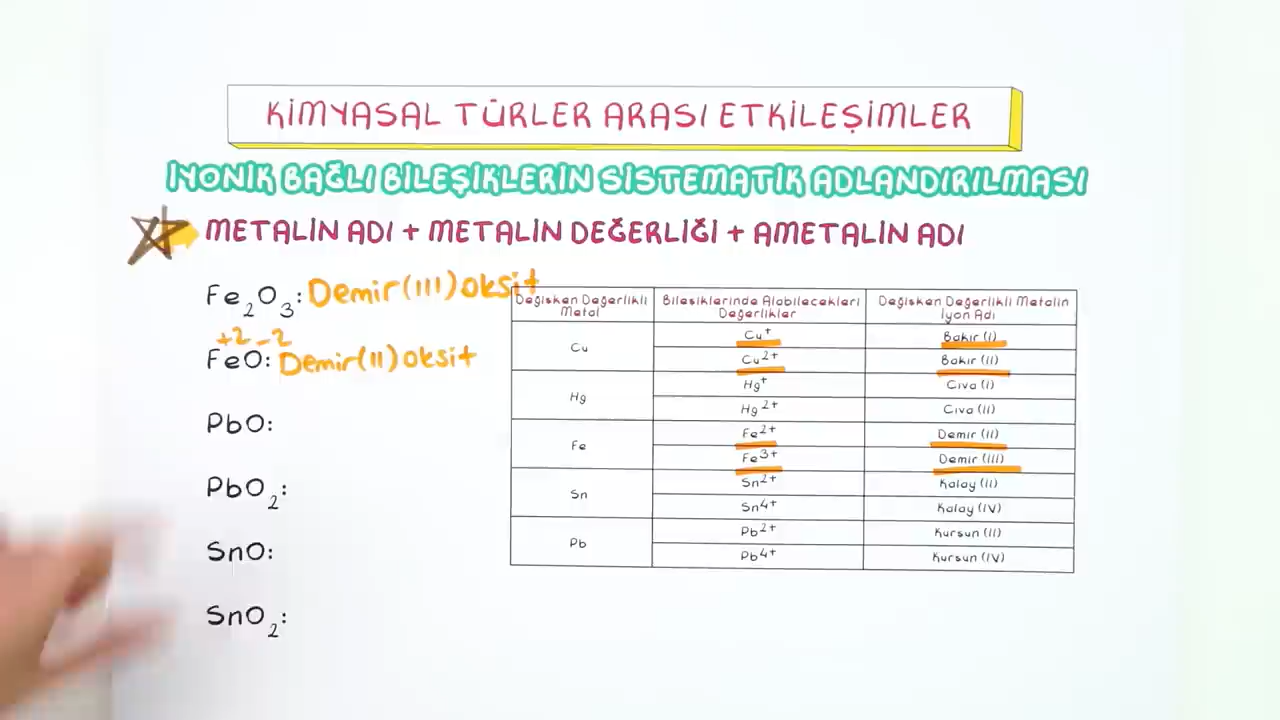 KİMYASAL TÜRLER ARASI ETKİLEŞİMLER
İYONİK BAĞLI BİLEŞİKLERİN SİSTEMATİK ADLANDIRILMASI
METALİN ADI + METALİN DEĞERLİĞİ + AMETALİN ADI
Fe2O3: Demir(III)oksit
+2 -2
FeO: Demir(II)oksit
PbO:
PbO2:
SnO:
SnO2:
Değişken Değerlikli Metal
Bileşiklerinde Alabilecekleri Değerlikler
Değişken Değerlikli Metalin İyon Adı
Cu
Cu+
Bakır (I)
Cu2+
Bakır (II)
Hg
Hg+
Civa (I)
Hg2+
Civa (II)
Fe
Fe2+
Demir (II)
Fe3+
Demir (III)
Sn
Sn2+
Kalay (II)
Sn4+
Kalay (IV)
Pb
Pb2+
Kurşun (II)
Pb4+
Kurşun (IV)